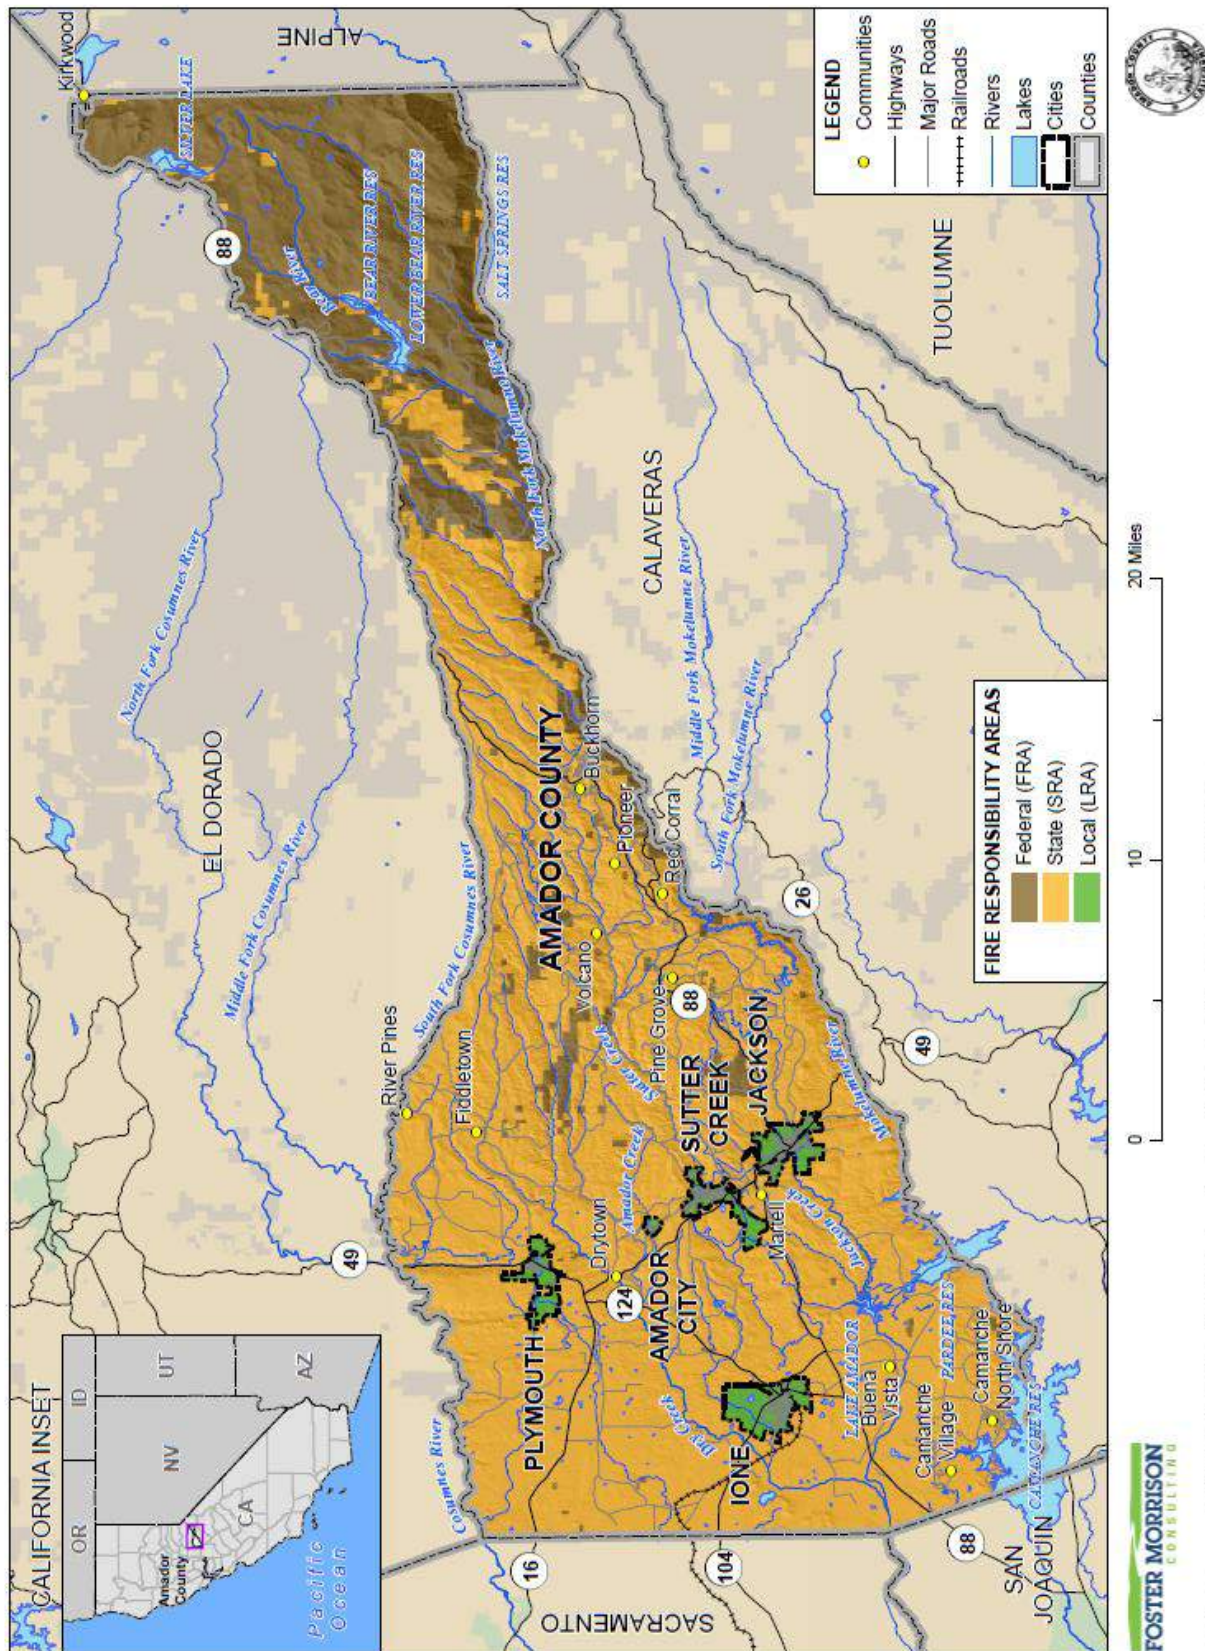 CALIFORNIA INSET
OR
ID
NV
UT
CA
AZ
Amador
County
Pacific
Ocean
EL DORADO
North Fork Cosumnes River
Middle Fork Cosumnes River
Kirkwood
ALPINE
SILVER LAKE
88
Bear River
BEAR RIVER RES
LOWER BEAR RIVER RES
SALT SPRINGS RES
North Fork Mokelumne River
49
River Pines
Fiddletown
South Fork Cosumnes River
AMADOR COUNTY
Buckhorn
Pioneer
Red Corral
Volcano
Pine Grove
88
Sutter Creek
Cosumnes River
PLYMOUTH
Drytown
124
Amador Creek
AMADOR
CITY
SUTTER
CREEK
JACKSON
Martell
Jackson Creek
Mokelumne River
Dry Creek
IONE
LAKE AMADOR
Buena
Vista
PARDEE RES
Camanche
Village
Camanche
North Shore
CAMANCHE RES
16
104
88
SACRAMENTO
SAN
JOAQUIN
49
26
CALAVERAS
Middle Fork Mokelumne River
South Fork Mokelumne River
TUOLUMNE
LEGEND
Communities
Highways
Major Roads
Railroads
Rivers
Lakes
Cities
Counties
FIRE RESPONSIBILITY AREAS
Federal (FRA)
State (SRA)
Local (LRA)
0
10
20 Miles
FOSTER MORRISON
CONSULTING
AMADOR COUNTY